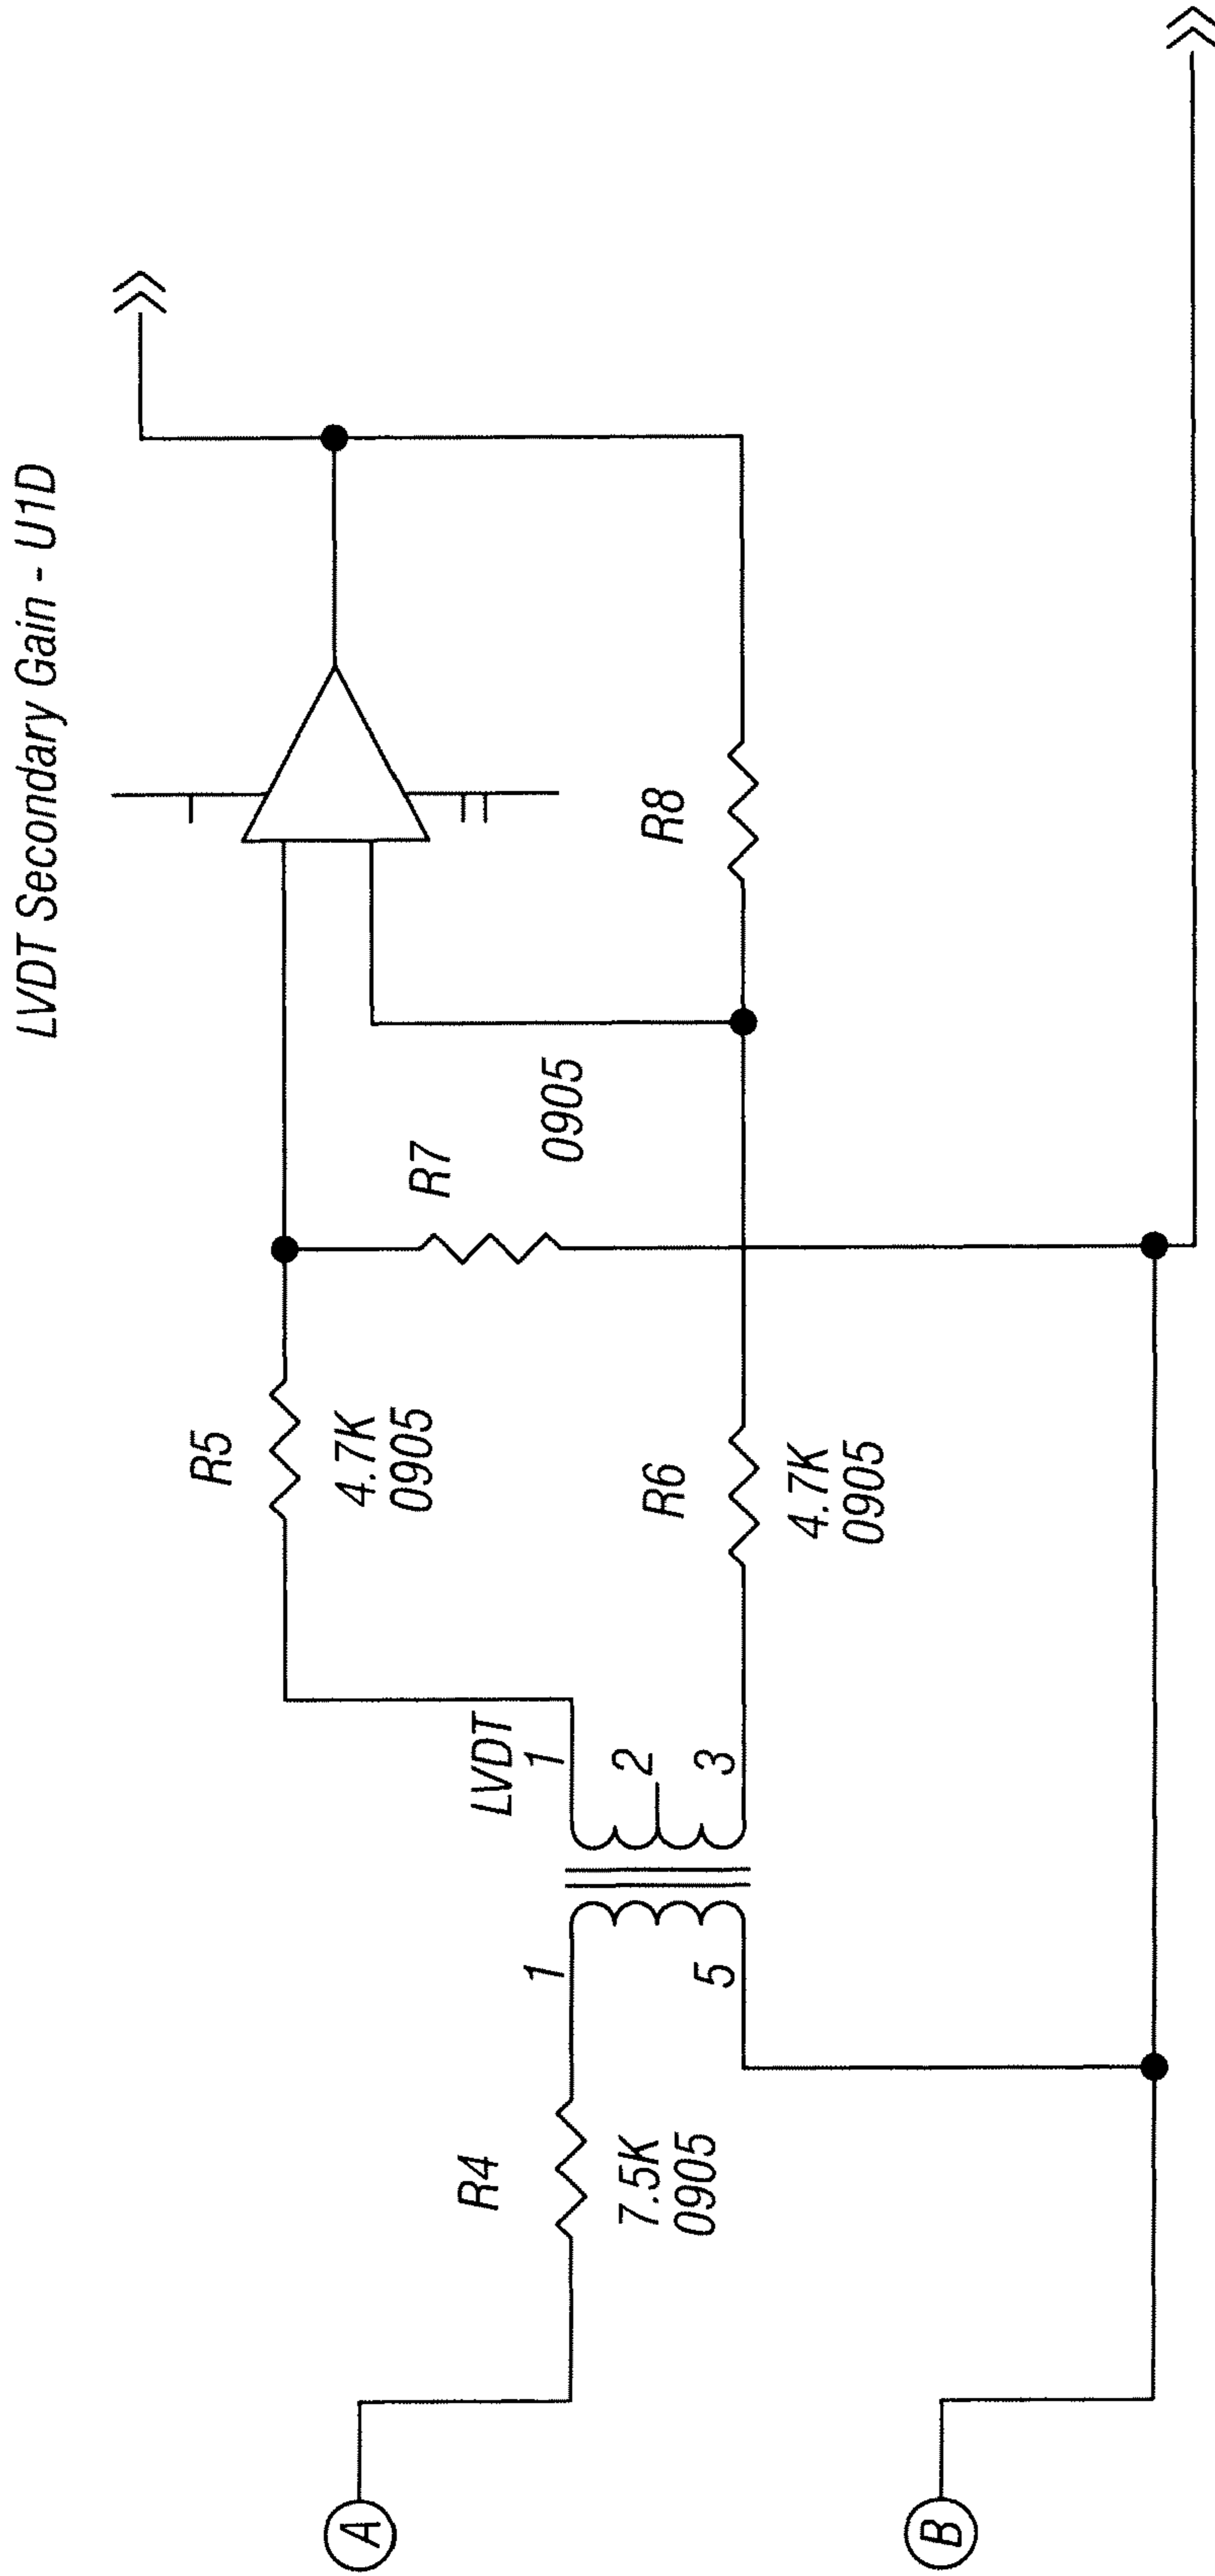 LVDT Secondary Gain - U1D
R5
4.7K
0905
R7
0905
R8
LVDT
1
2
3
1
5
R4
7.5K
0905
R6
4.7K
0905
A
B